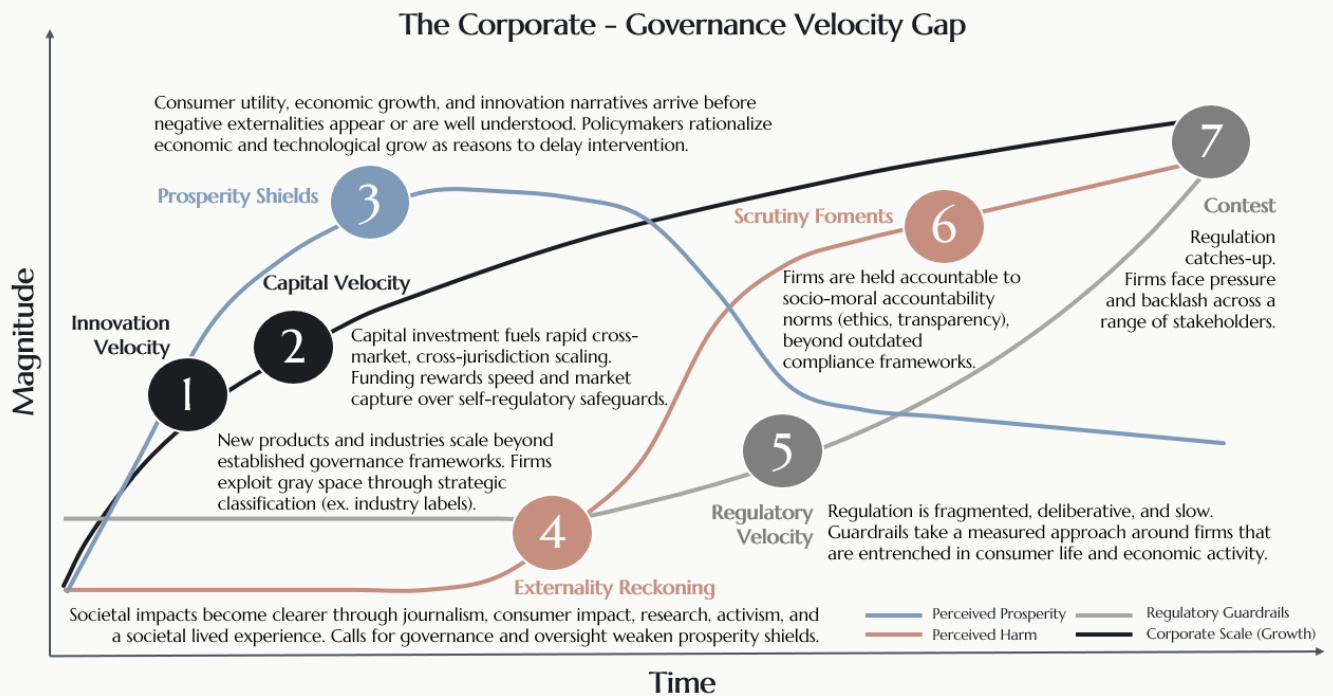 The Corporate - Governance Velocity Gap
Consumer utility, economic growth, and innovation narratives arrive before
negative externalities appear or are well understood. Policymakers rationalize
economic and technological grow as reasons to delay intervention.
Prosperity Shields
3
Capital Velocity
2
Capital investment fuels rapid cross-
market, cross-jurisdiction scaling.
Funding rewards speed and market
capture over self-regulatory safeguards.
Innovation
Velocity
1
New products and industries scale beyond
established governance frameworks. Firms
exploit gray space through strategic
classification (ex. industry labels).
4
Externality Reckoning
Societal impacts become clearer through journalism, consumer impact, research, activism, and
a societal lived experience. Calls for governance and oversight weaken prosperity shields.
5
Regulatory
Velocity
Regulation is fragmented, deliberative, and slow.
Guardrails take a measured approach around firms that
are entrenched in consumer life and economic activity.
Scrutiny Foments
6
Firms are held accountable to
socio-moral accountability
norms (ethics, transparency),
beyond outdated
compliance frameworks.
7
Contest
Regulation
catches-up.
Firms face pressure
and backlash across a
range of stakeholders.
Perceived Prosperity
Regulatory Guardrails
Perceived Harm
Corporate Scale (Growth)
Magnitude
Time